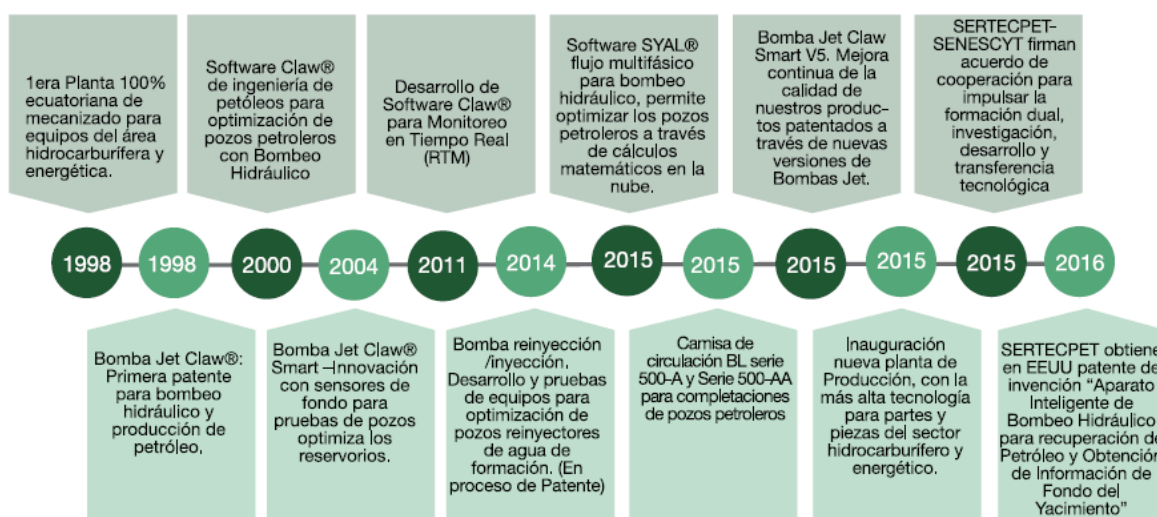 1era Planta 100%
ecuatoriana de
mecanizado para
equipos del área
hidrocarburífera y
energética.
Software Claw®
de ingeniería de
petóleos para
optimización de
pozos petroleros
con Bombeo
Hidráulico
Desarrollo de
Software Claw®
para Monitoreo
en Tiempo Real
(RTM)
Software SYAL®
flujo multifásico
para bombeo
hidráulico, permite
optimizar los pozos
petroleros a través
de cálculos
matemáticos en la
nube.
Bomba Jet Claw
Smart V5. Mejora
continua de la
calidad de
nuestros produc-
tos patentados a
través de nuevas
versiones de
Bombas Jet.
SERTECPET-
SENESCYT firman
acuerdo de
cooperación para
impulsar la
formación dual,
investigación,
desarrollo y
transferencia
tecnológica
1998
1998
2000
2004
2011
2014
2015
2015
2015
2015
2015
2016
Bomba Jet Claw®:
Primera patente
para bombeo
hidráulico y
producción de
petróleo.
Bomba Jet Claw®
Smart –Innovación
con sensores de
fondo para
pruebas de pozos
optimiza los
reservorios.
Bomba reinyección
/inyección.
Desarrollo y pruebas
de equipos para
optimización de
pozos reinyectores
de agua de
formación. (En
proceso de Patente)
Camisa de
circulación BL serie
500-A y Serie 500-AA
para completaciones
de pozos petroleros
Inauguración
nueva planta de
Producción, con la
más alta tecnología
para partes y
piezas del sector
hidrocarburífero y
energético.
SERTECPET obtiene
en EEUU patente de
invención “Aparato
Inteligente de
Bombeo Hidráulico
para recuperación de
Petróleo y Obtención
de Información de
Fondo del
Yacimiento”